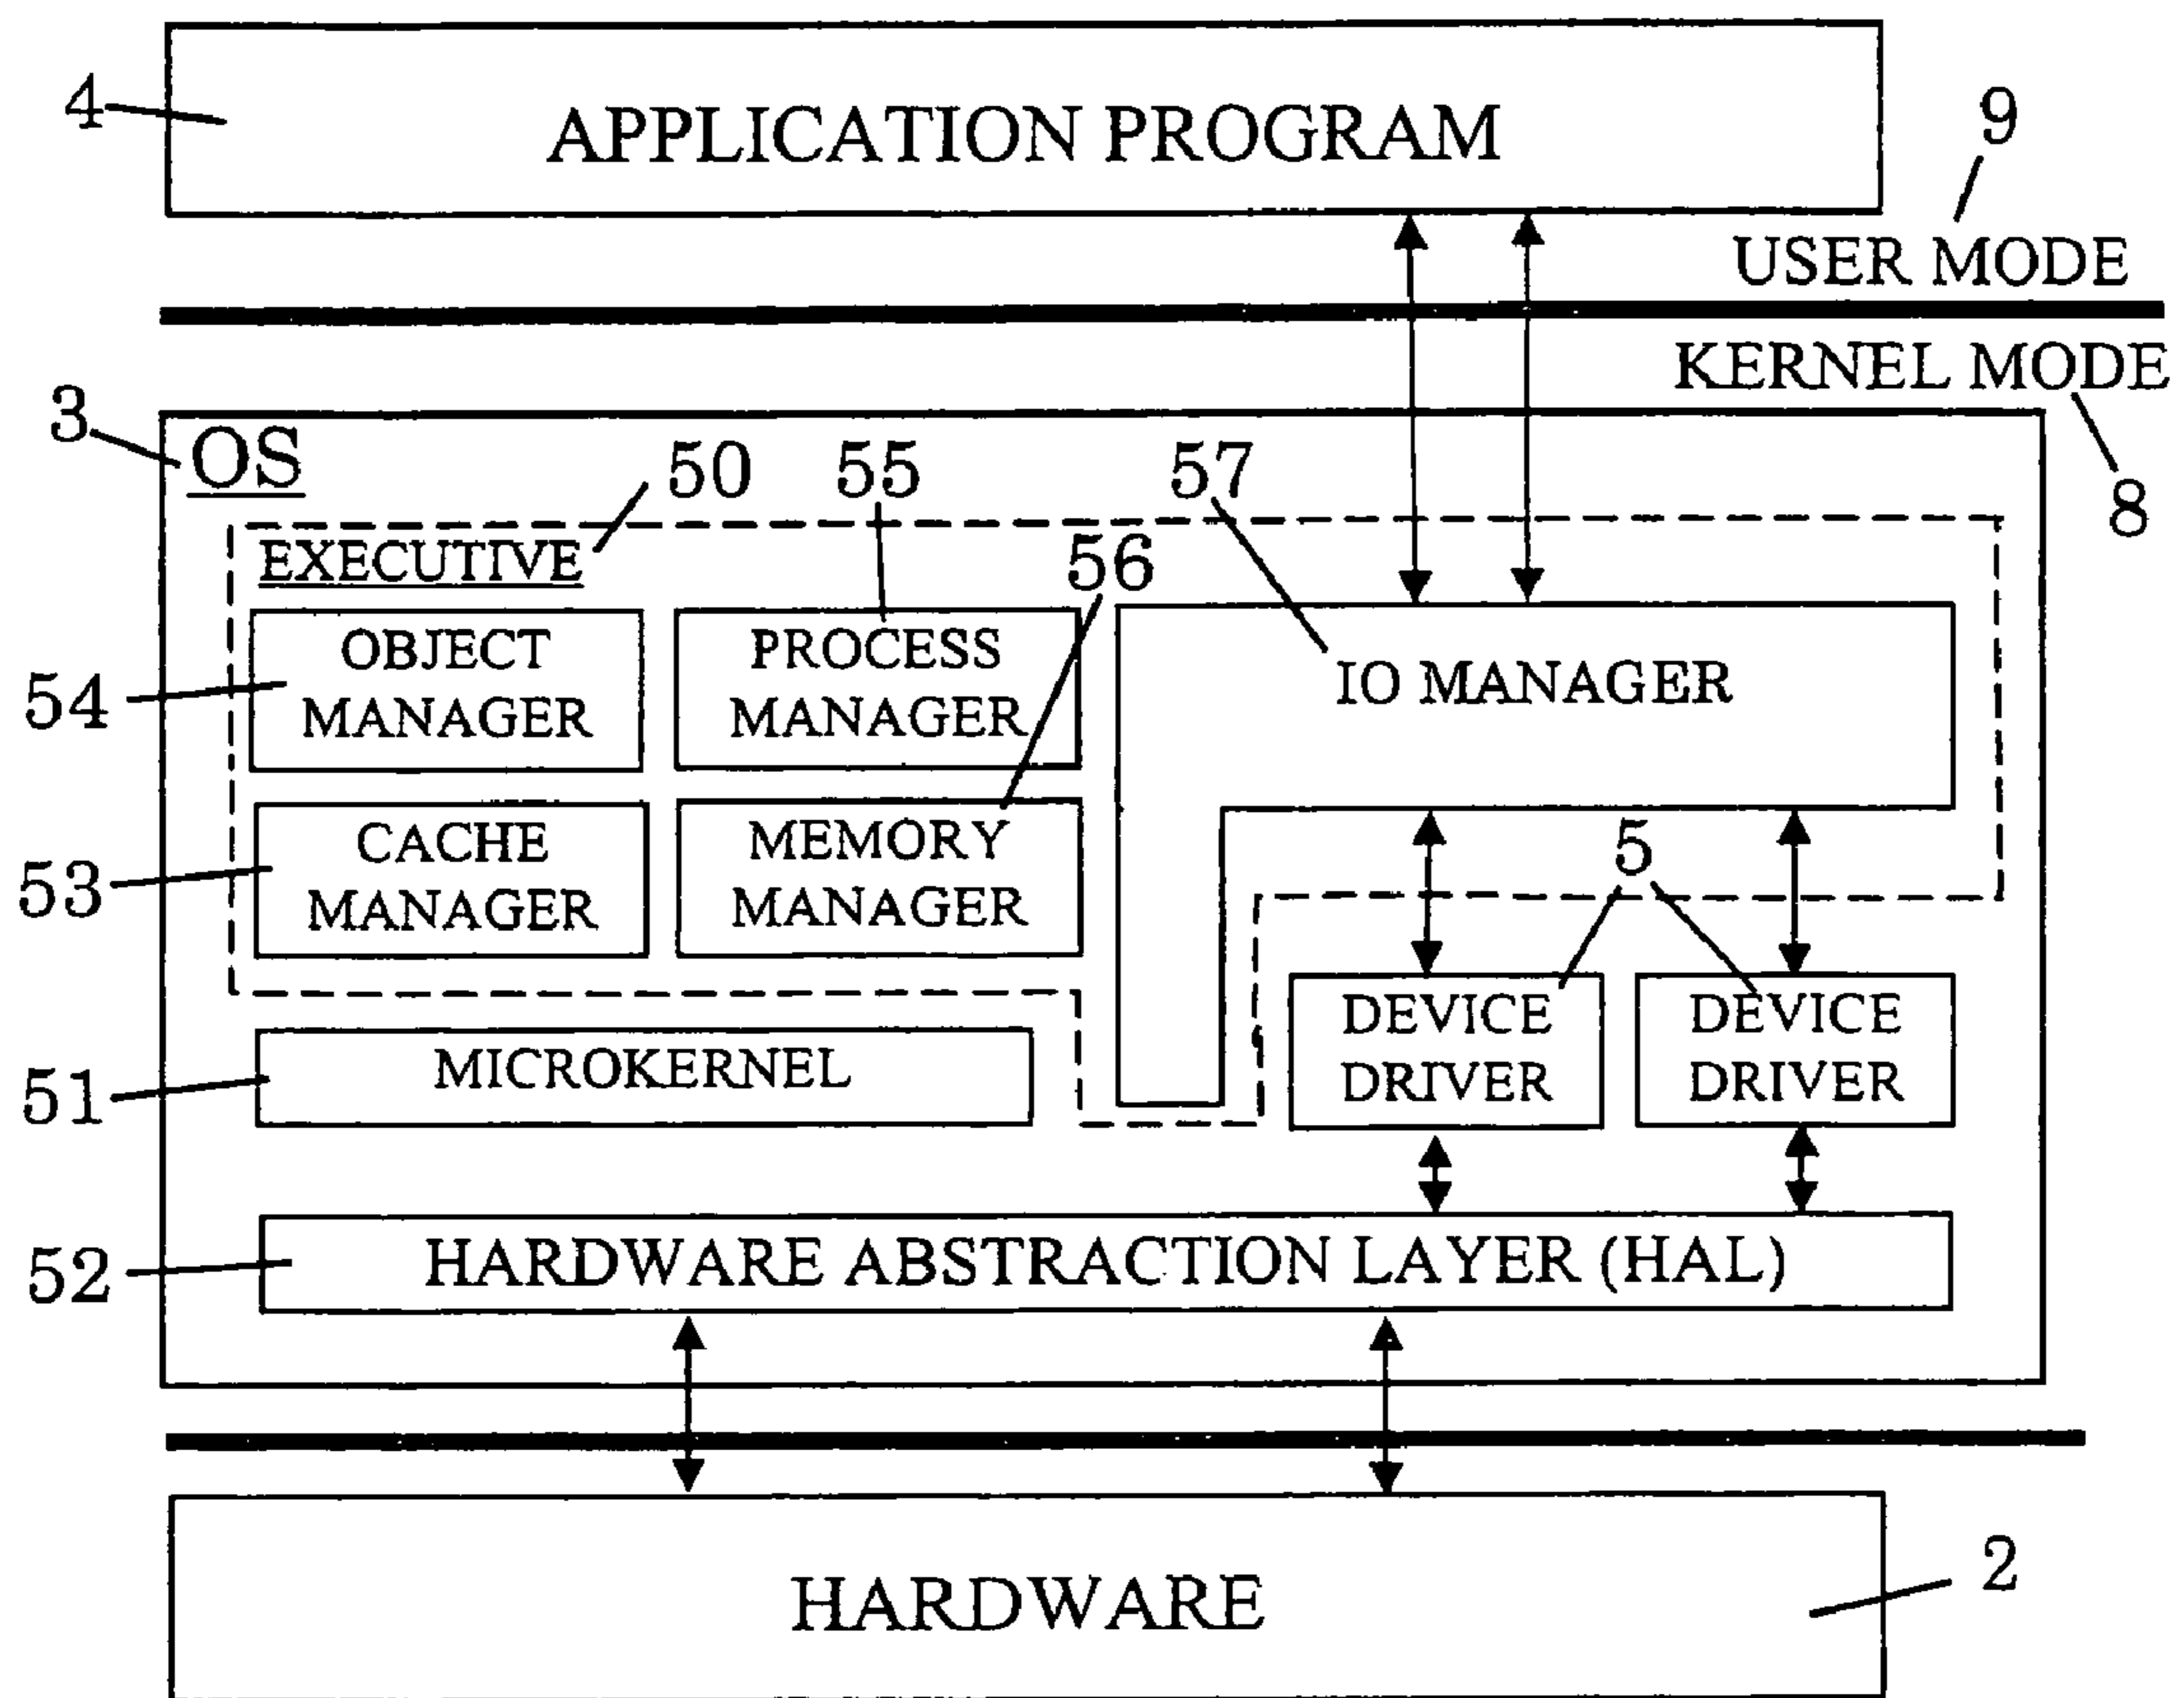 4
APPLICATION PROGRAM
9
USER MODE
KERNEL MODE
3
OS
50
55
57
8
EXECUTIVE
56
OBJECT
MANAGER
PROCESS
MANAGER
IO MANAGER
54
CACHE
MANAGER
MEMORY
MANAGER
5
53
DEVICE
DRIVER
DEVICE
DRIVER
MICROKERNEL
51
HARDWARE ABSTRACTION LAYER (HAL)
52
HARDWARE
2